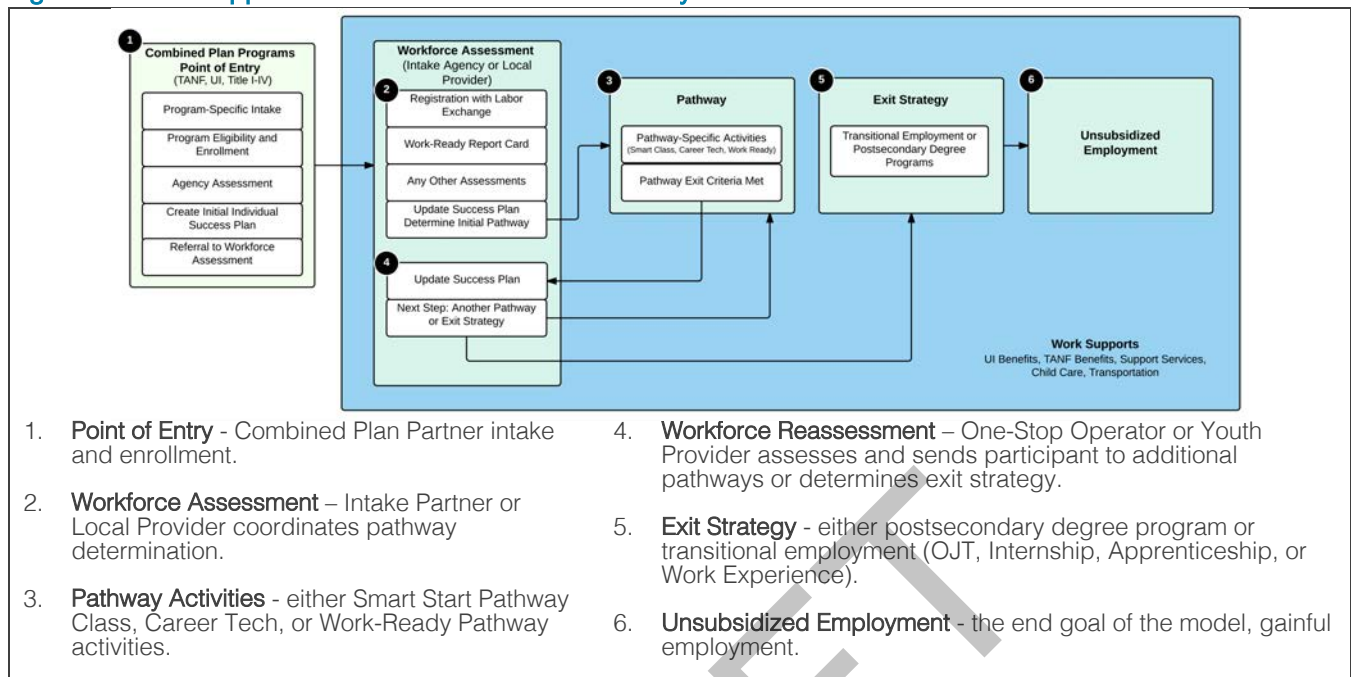 1
Combined Plan Programs
Point of Entry
(TANF, UI, Title I-IV)
Program-Specific Intake
Program Eligibility and
Enrollment
Agency Assessment
Create Initial Individual
Success Plan
Referral to Workforce
Assessment
Workforce Assessment
(Intake Agency or Local
Provider)
2
Registration with Labor
Exchange
Work-Ready Report Card
Any Other Assessments
Update Success Plan
Determine Initial Pathway
4
Update Success Plan
Next Step: Another Pathway
or Exit Strategy
3
Pathway
Pathway-Specific Activities
(Smart Class, Career Tech, Work Ready)
Pathway Exit Criteria Met
5
Exit Strategy
Transitional Employment or
Postsecondary Degree
Programs
6
Unsubsidized
Employment
Work Supports
UI Benefits, TANF Benefits, Support Services,
Child Care, Transportation
1. Point of Entry - Combined Plan Partner intake
and enrollment.
2. Workforce Assessment – Intake Partner or
Local Provider coordinates pathway
determination.
3. Pathway Activities - either Smart Start Pathway
Class, Career Tech, or Work-Ready Pathway
activities.
4. Workforce Reassessment – One-Stop Operator or Youth
Provider assesses and sends participant to additional
pathways or determines exit strategy.
5. Exit Strategy - either postsecondary degree program or
transitional employment (OJT, Internship, Apprenticeship, or
Work Experience).
6. Unsubsidized Employment - the end goal of the model, gainful
employment.